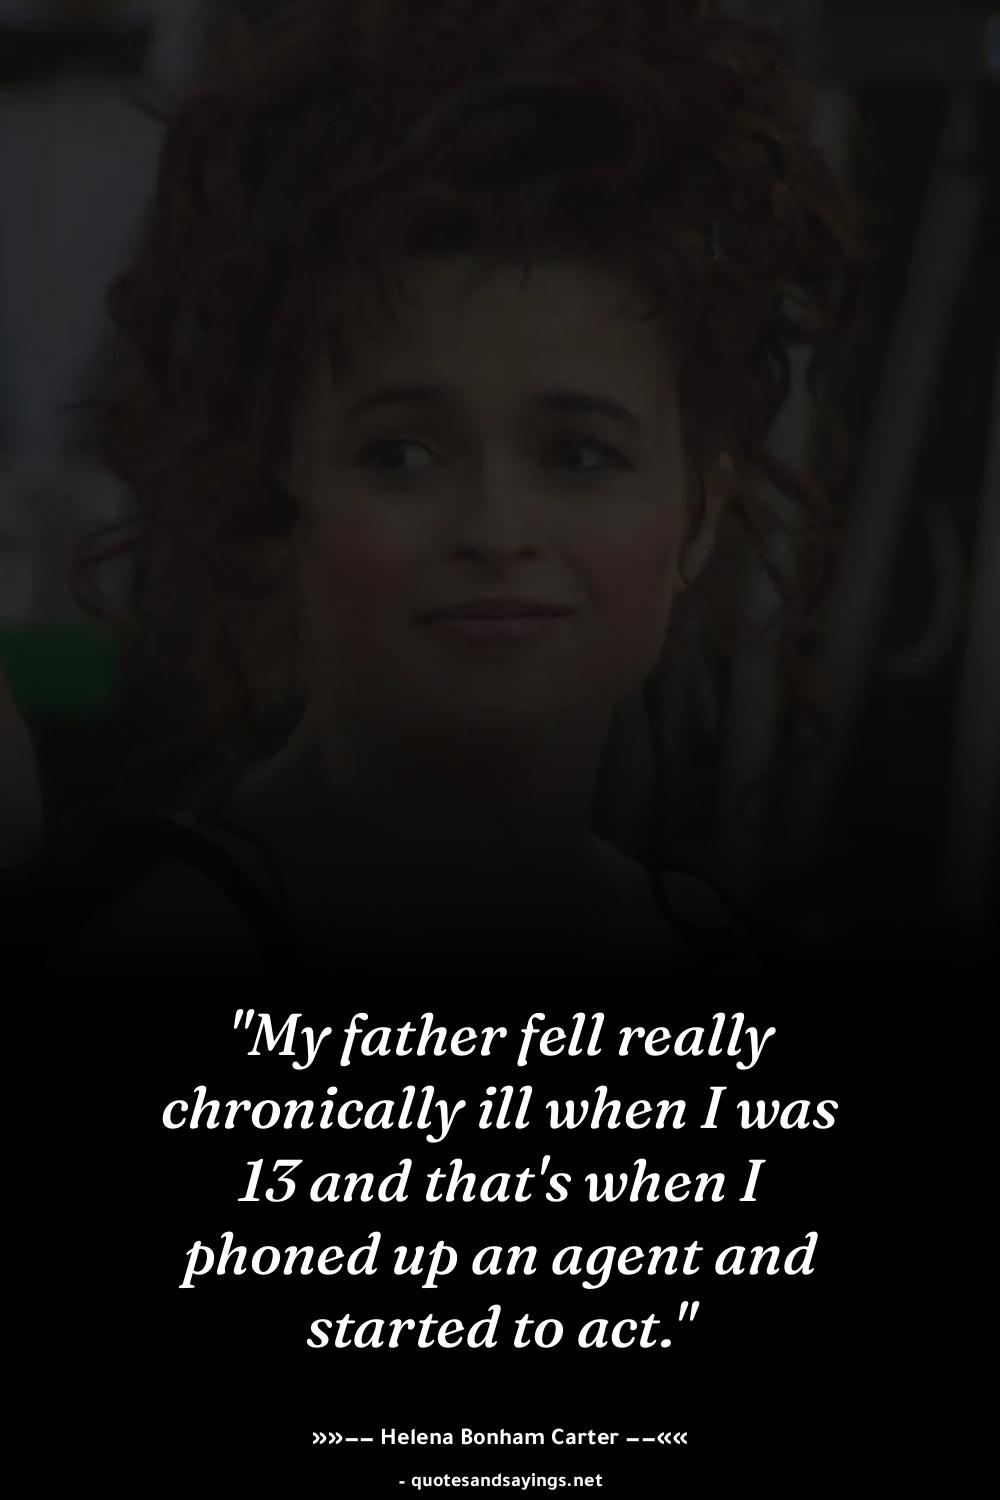 "My father fell really
chronically ill when I was
13 and that's when I
phoned up an agent and
started to act."
»»–– Helena Bonham Carter ––««
- quotesandsayings.net